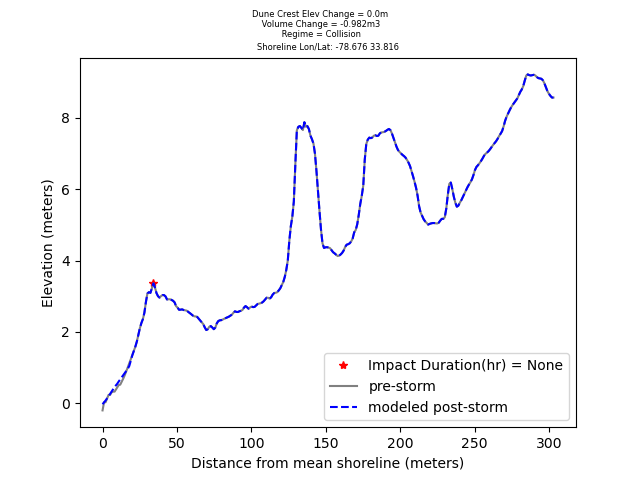 Dune Crest Elev Change = 0.0m
Volume Change = -0.982m3
Regime = Collision
Shoreline Lon/Lat: -78.676 33.816
Elevation (meters)
8
6
4
2
0
Impact Duration(hr) = None
pre-storm
modeled post-storm
0 50 100 150 200 250 300
Distance from mean shoreline (meters)